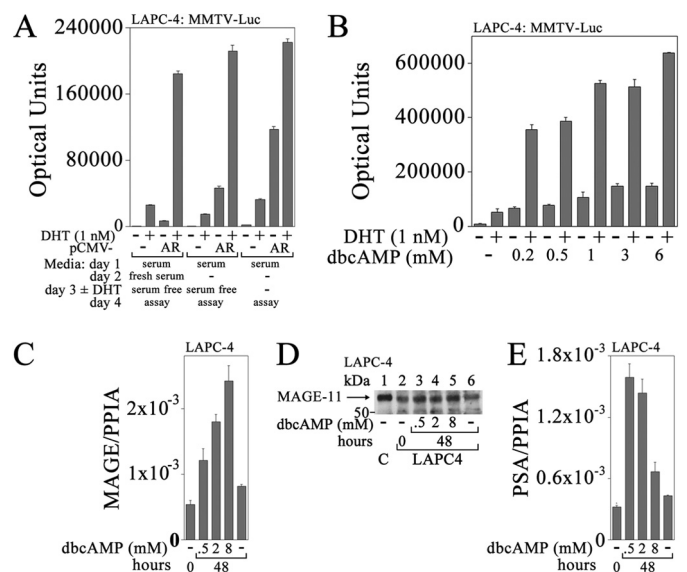 A
LAPC-4: MMTV-Luc
240000
160000
80000
0
Optical Units
DHT (1 nM) - + - + - + - + - + - +
pCMV- - AR - AR - AR
Media: day 1 serum serum serum
day 2 fresh serum - -
day 3 ± DHT serum free serum free -
day 4 assay assay assay
B
LAPC-4: MMTV-Luc
600000
400000
200000
0
Optical Units
DHT (1 nM) - + - + - + - + - + - +
dbcAMP (mM) - 0.2 0.5 1 3 6
C
LAPC-4
2x10-3
1x10-3
0
MAGE/PPIA
dbcAMP (mM) - .5 2 8 -
hours 0 48
D
LAPC-4
kDa 1 2 3 4 5 6
MAGE-11
50
dbcAMP (mM) - - .5 2 8 -
hours 0 48
C LAPC4
E
LAPC-4
1.8x10-3
1.2x10-3
0.6x10-3
0
PSA/PPIA
dbcAMP (mM) - .5 2 8 -
hours 0 48